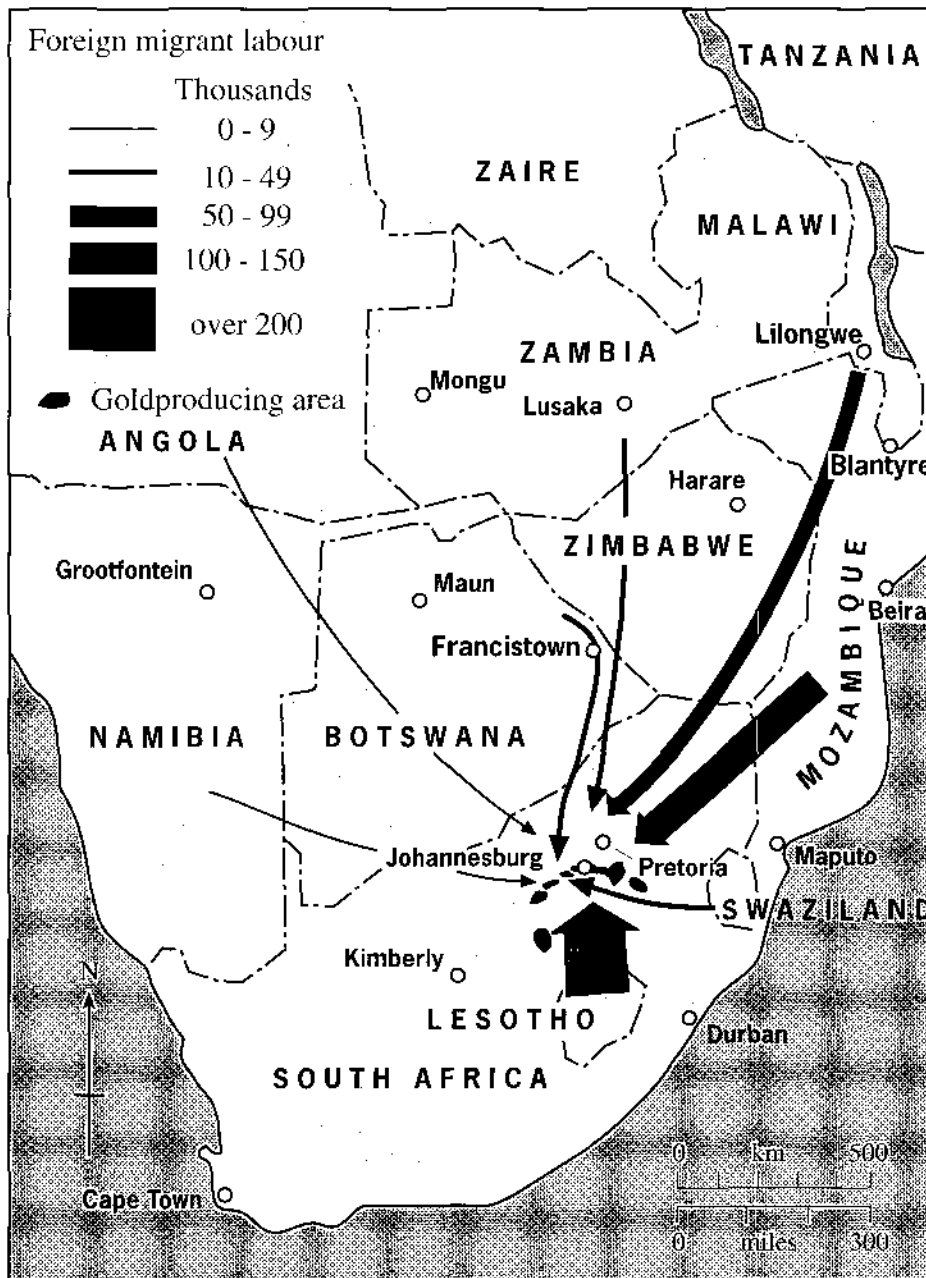 Foreign migrant labour
Thousands
0 - 9
10 - 49
50 - 99
100 - 150
over 200
Goldproducing area
TANZANIA
ZAIRE
MALAWI
Lilongwe
ZAMBIA
Mongu
Lusaka
ANGOLA
Blantyre
Harare
ZIMBABWE
Grootfontein
Maun
Beira
Francistown
MOZAMBIQUE
NAMIBIA
BOTSWANA
Johannesburg
Pretoria
Maputo
SWAZILAND
Kimberly
N
LESOTHO
Durban
SOUTH AFRICA
0 km 500
Cape Town
0 miles 300